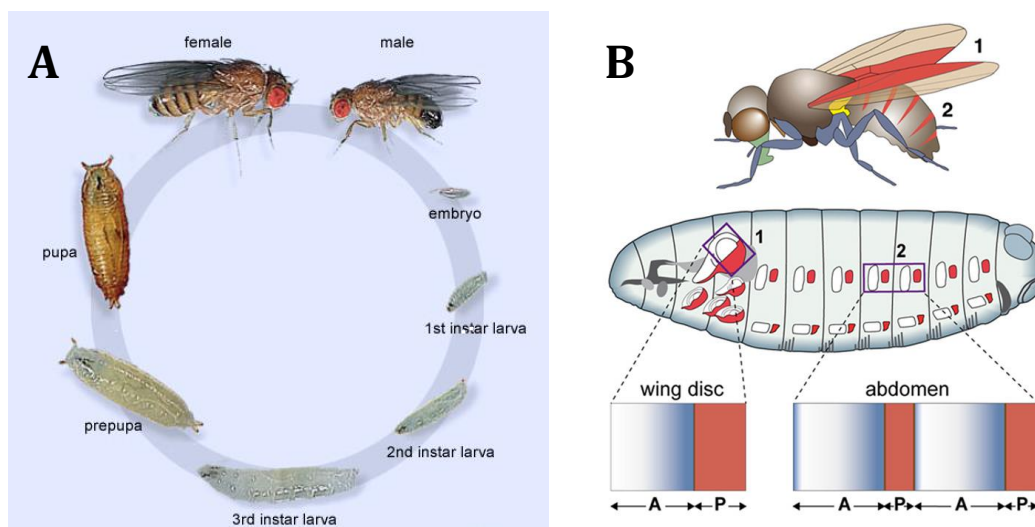 A
female
male
embryo
1st instar larva
2nd instar larva
3rd instar larva
prepupa
pupa
B
1
2
1
2
wing disc
abdomen
A P
A P A P